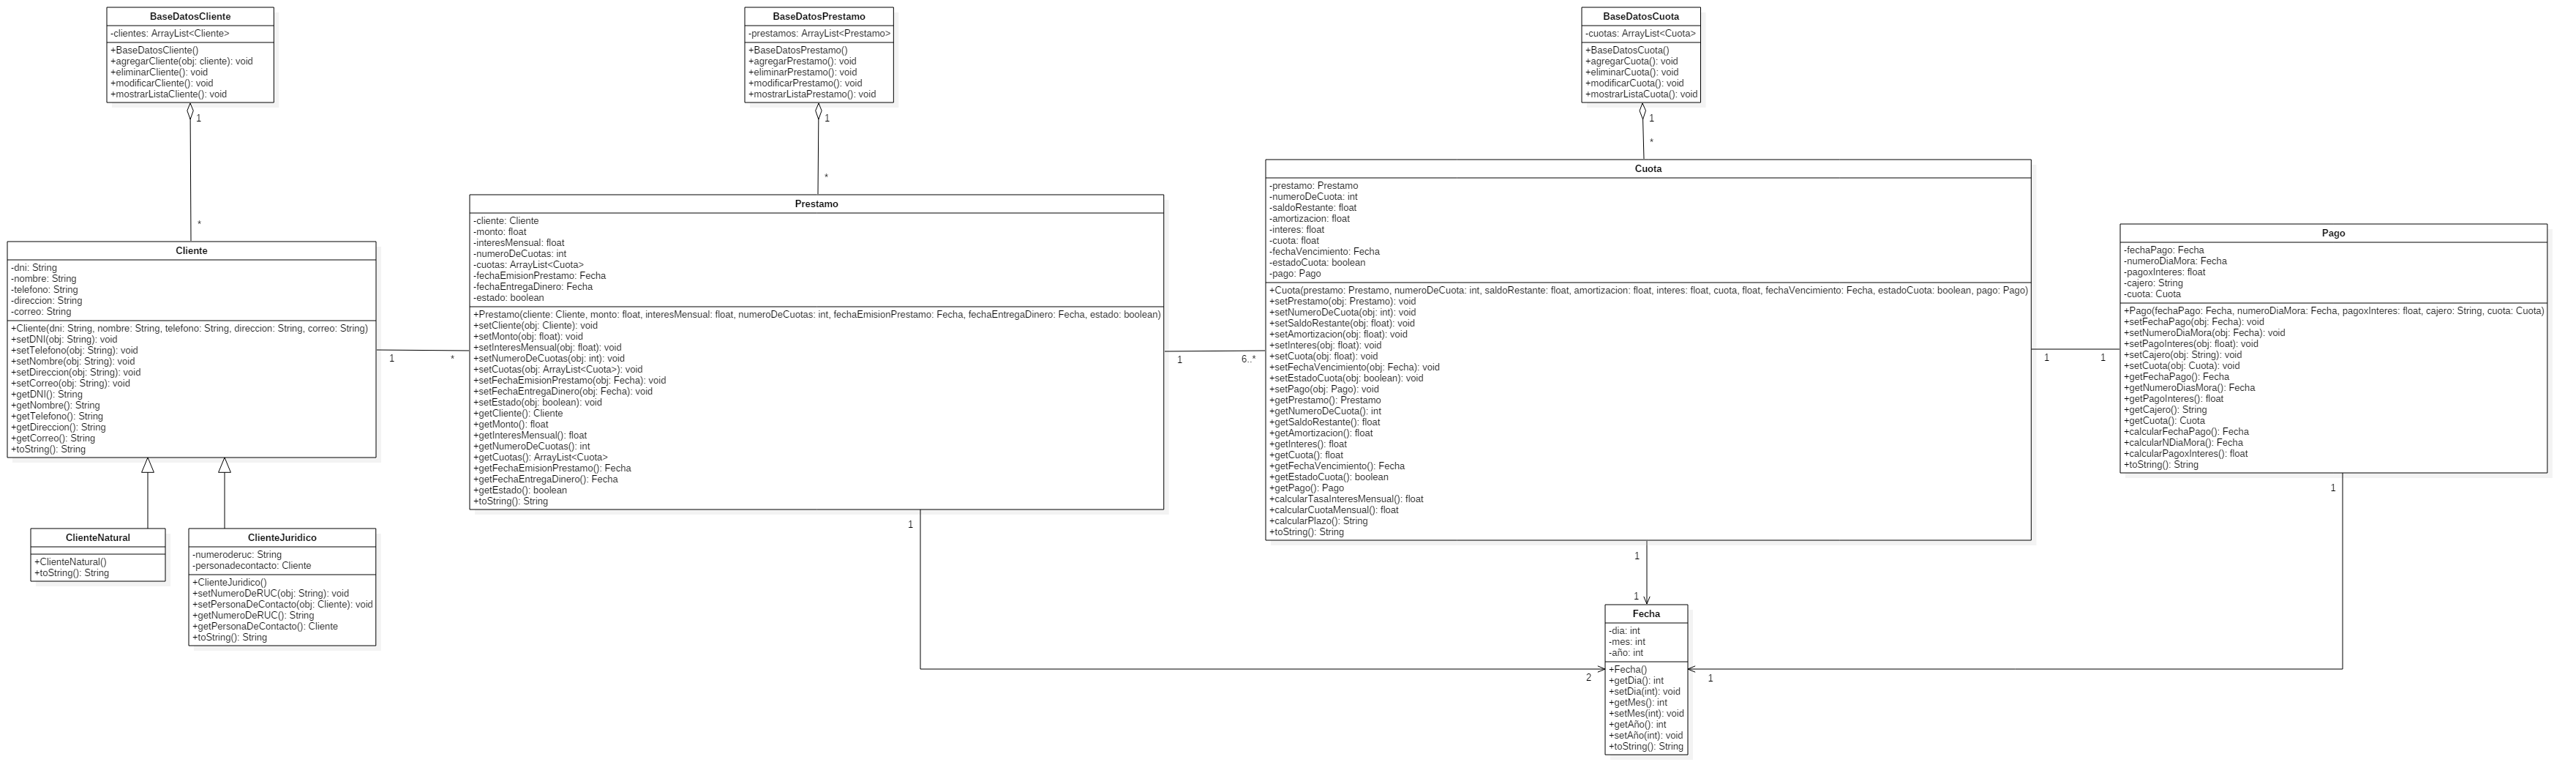 BaseDatosCliente
-clientes: ArrayList<Cliente>
+BaseDatosCliente()
+agregarCliente(obj: cliente): void
+eliminarCliente(): void
+modificarCliente(): void
+mostrarListaCliente(): void
1
*
BaseDatosPrestamo
-prestamos: ArrayList<Prestamo>
+BaseDatosPrestamo()
+agregarPrestamo(): void
+eliminarPrestamo(): void
+modificarPrestamo(): void
+mostrarListaPrestamo(): void
1
*
BaseDatosCuota
-cuotas: ArrayList<Cuota>
+BaseDatosCuota()
+agregarCuota(): void
+eliminarCuota(): void
+modificarCuota(): void
+mostrarListaCuota(): void
1
*
Cliente
-dni: String
-nombre: String
-telefono: String
-direccion: String
-correo: String
+Cliente(dni: String, nombre: String, telefono: String, direccion: String, correo: String)
+setDNI(obj: String): void
+setTelefono(obj: String): void
+setNombre(obj: String): void
+setDireccion(obj: String): void
+setCorreo(obj: String): void
+getDNI(): String
+getNombre(): String
+getTelefono(): String
+getDireccion(): String
+getCorreo(): String
+toString(): String
1
*
Prestamo
-cliente: Cliente
-monto: float
-interesMensual: float
-numeroDeCuotas: int
-cuotas: ArrayList<Cuota>
-fechaEmisionPrestamo: Fecha
-fechaEntregaDinero: Fecha
-estado: boolean
+Prestamo(cliente: Cliente, monto: float, interesMensual: float, numeroDeCuotas: int, fechaEmisionPrestamo: Fecha, fechaEntregaDinero: Fecha, estado: boolean)
+setCliente(obj: Cliente): void
+setMonto(obj: float): void
+setInteresMensual(obj: float): void
+setNumeroDeCuotas(obj: int): void
+setCuotas(obj: ArrayList<Cuota>): void
+setFechaEmisionPrestamo(obj: Fecha): void
+setFechaEntregaDinero(obj: Fecha): void
+setEstado(obj: boolean): void
+getCliente(): Cliente
+getMonto(): float
+getInteresMensual(): float
+getNumeroDeCuotas(): int
+getCuotas(): ArrayList<Cuota>
+getFechaEmisionPrestamo(): Fecha
+getFechaEntregaDinero(): Fecha
+getEstado(): boolean
+toString(): String
1
6..*
Cuota
-prestamo: Prestamo
-numeroDeCuota: int
-saldoRestante: float
-amortizacion: float
-interes: float
-cuota: float
-fechaVencimiento: Fecha
-estadoCuota: boolean
-pago: Pago
+Cuota(prestamo: Prestamo, numeroDeCuota: int, saldoRestante: float, amortizacion: float, interes: float, cuota, float, fechaVencimiento: Fecha, estadoCuota: boolean, pago: Pago)
+setPrestamo(obj: Prestamo): void
+setNumeroDeCuota(obj: int): void
+setSaldoRestante(obj: float): void
+setAmortizacion(obj: float): void
+setInteres(obj: float): void
+setCuota(obj: float): void
+setFechaVencimiento(obj: Fecha): void
+setEstadoCuota(obj: boolean): void
+setPago(obj: Pago): void
+getPrestamo(): Prestamo
+getNumeroDeCuota(): int
+getSaldoRestante(): float
+getAmortizacion(): float
+getInteres(): float
+getCuota(): float
+getFechaVencimiento(): Fecha
+getEstadoCuota(): boolean
+getPago(): Pago
+calcularTasaInteresMensual(): float
+calcularCuotaMensual(): float
+calcularPlazo(): String
+toString(): String
1
1
Pago
-fechaPago: Fecha
-numeroDiaMora: Fecha
-pagoxInteres: float
-cajero: String
-cuota: Cuota
+Pago(fechaPago: Fecha, numeroDiaMora: Fecha, pagoxInteres: float, cajero: String, cuota: Cuota)
+setFechaPago(obj: Fecha): void
+setNumeroDiaMora(obj: Fecha): void
+setPagoInteres(obj: float): void
+setCajero(obj: String): void
+setCuota(obj: Cuota): void
+getFechaPago(): Fecha
+getNumeroDiasMora(): Fecha
+getPagoInteres(): float
+getCajero(): String
+getCuota(): Cuota
+calcularFechaPago(): Fecha
+calcularNDiaMora(): Fecha
+calcularPagoxInteres(): float
+toString(): String
1
1
1
ClienteNatural
+ClienteNatural()
+toString(): String
ClienteJuridico
-numeroderuc: String
-personadecontacto: Cliente
+ClienteJuridico()
+setNumeroDeRUC(obj: String): void
+setPersonaDeContacto(obj: Cliente): void
+getNumeroDeRUC(): String
+getPersonaDeContacto(): Cliente
+toString(): String
1
Fecha
-dia: int
-mes: int
-año: int
+Fecha()
+getDia(): int
+setDia(int): void
+getMes(): int
+setMes(int): void
+getAño(): int
+setAño(int): void
+toString(): String
2
1